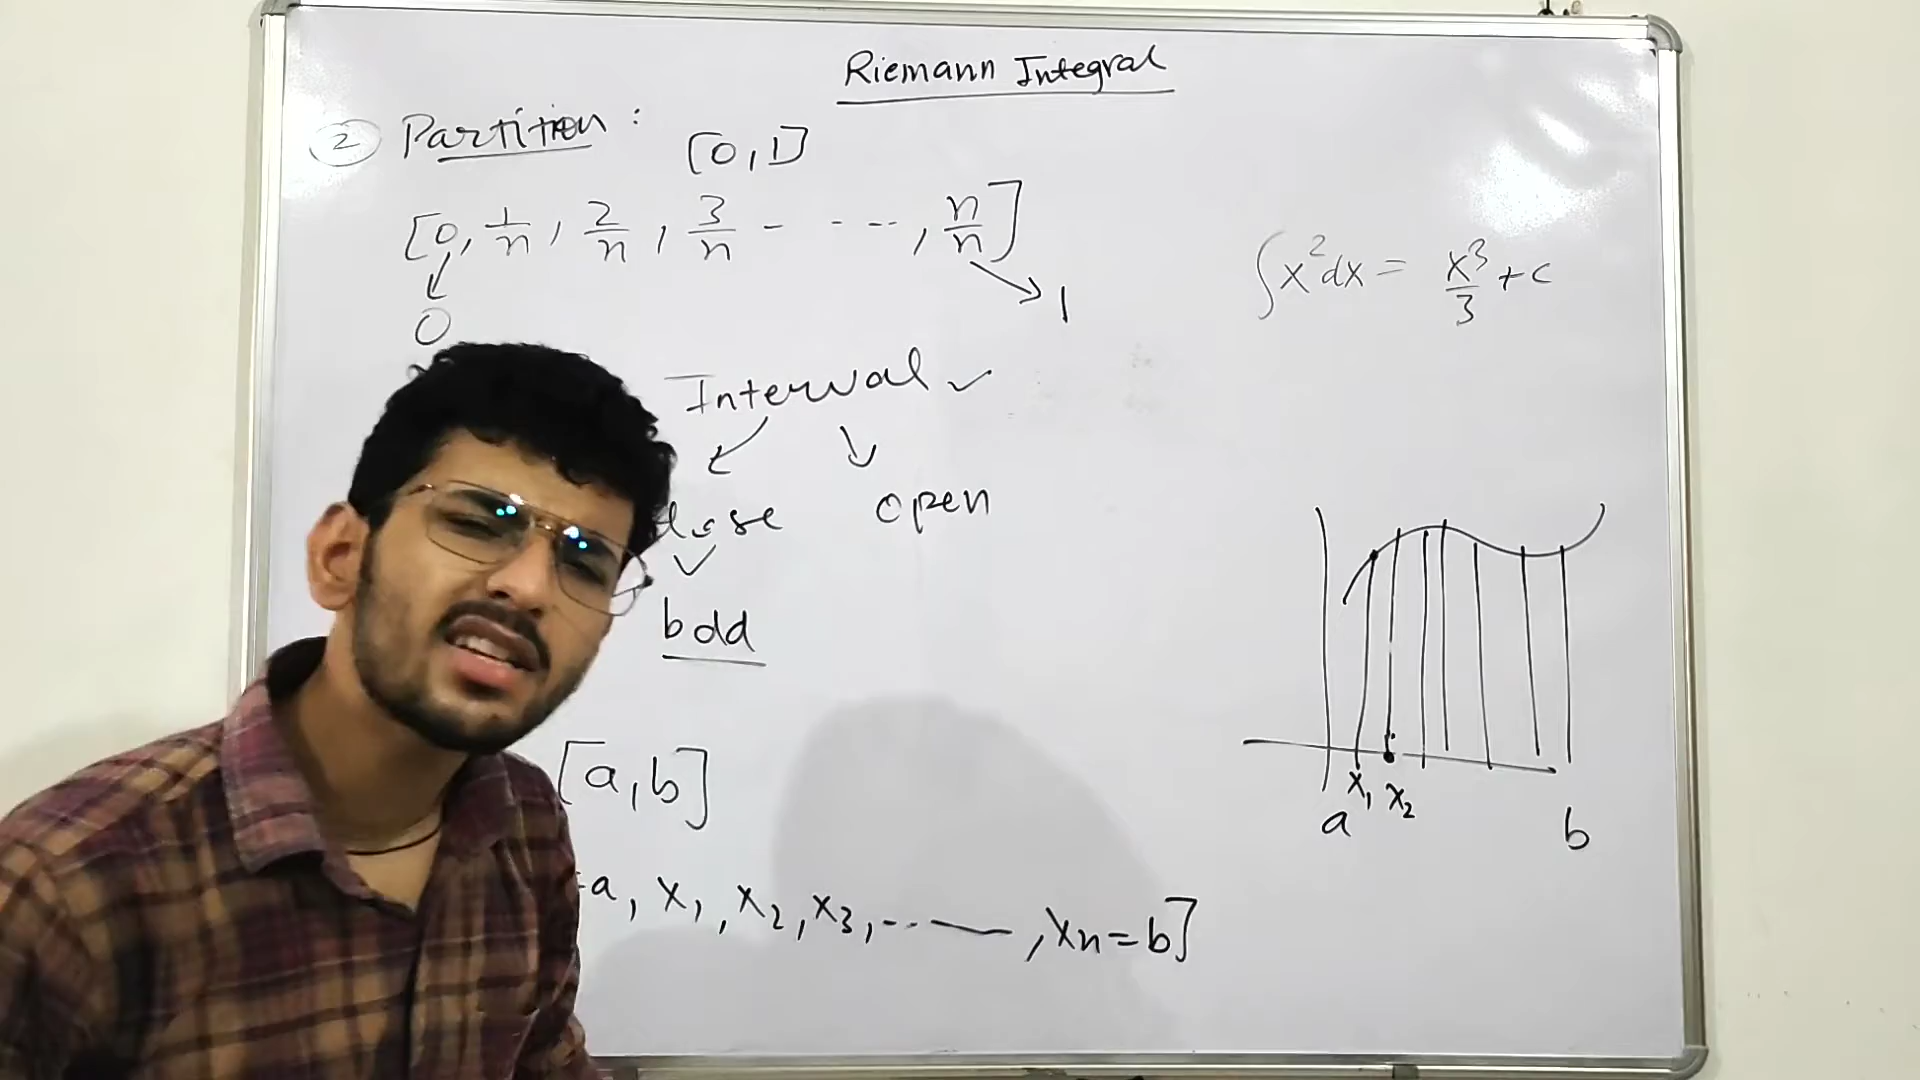 Riemann Integral
② Partition :
[0,1]
[0, 1/n, 2/n, 3/n - - - --, n/n]
0
1
∫x²dx = x³/3 + c
Interval ✓
close open
bdd
[a,b]
a, x₁, x₂, x₃, ... —, xn = b]
x₁ x₂
a b